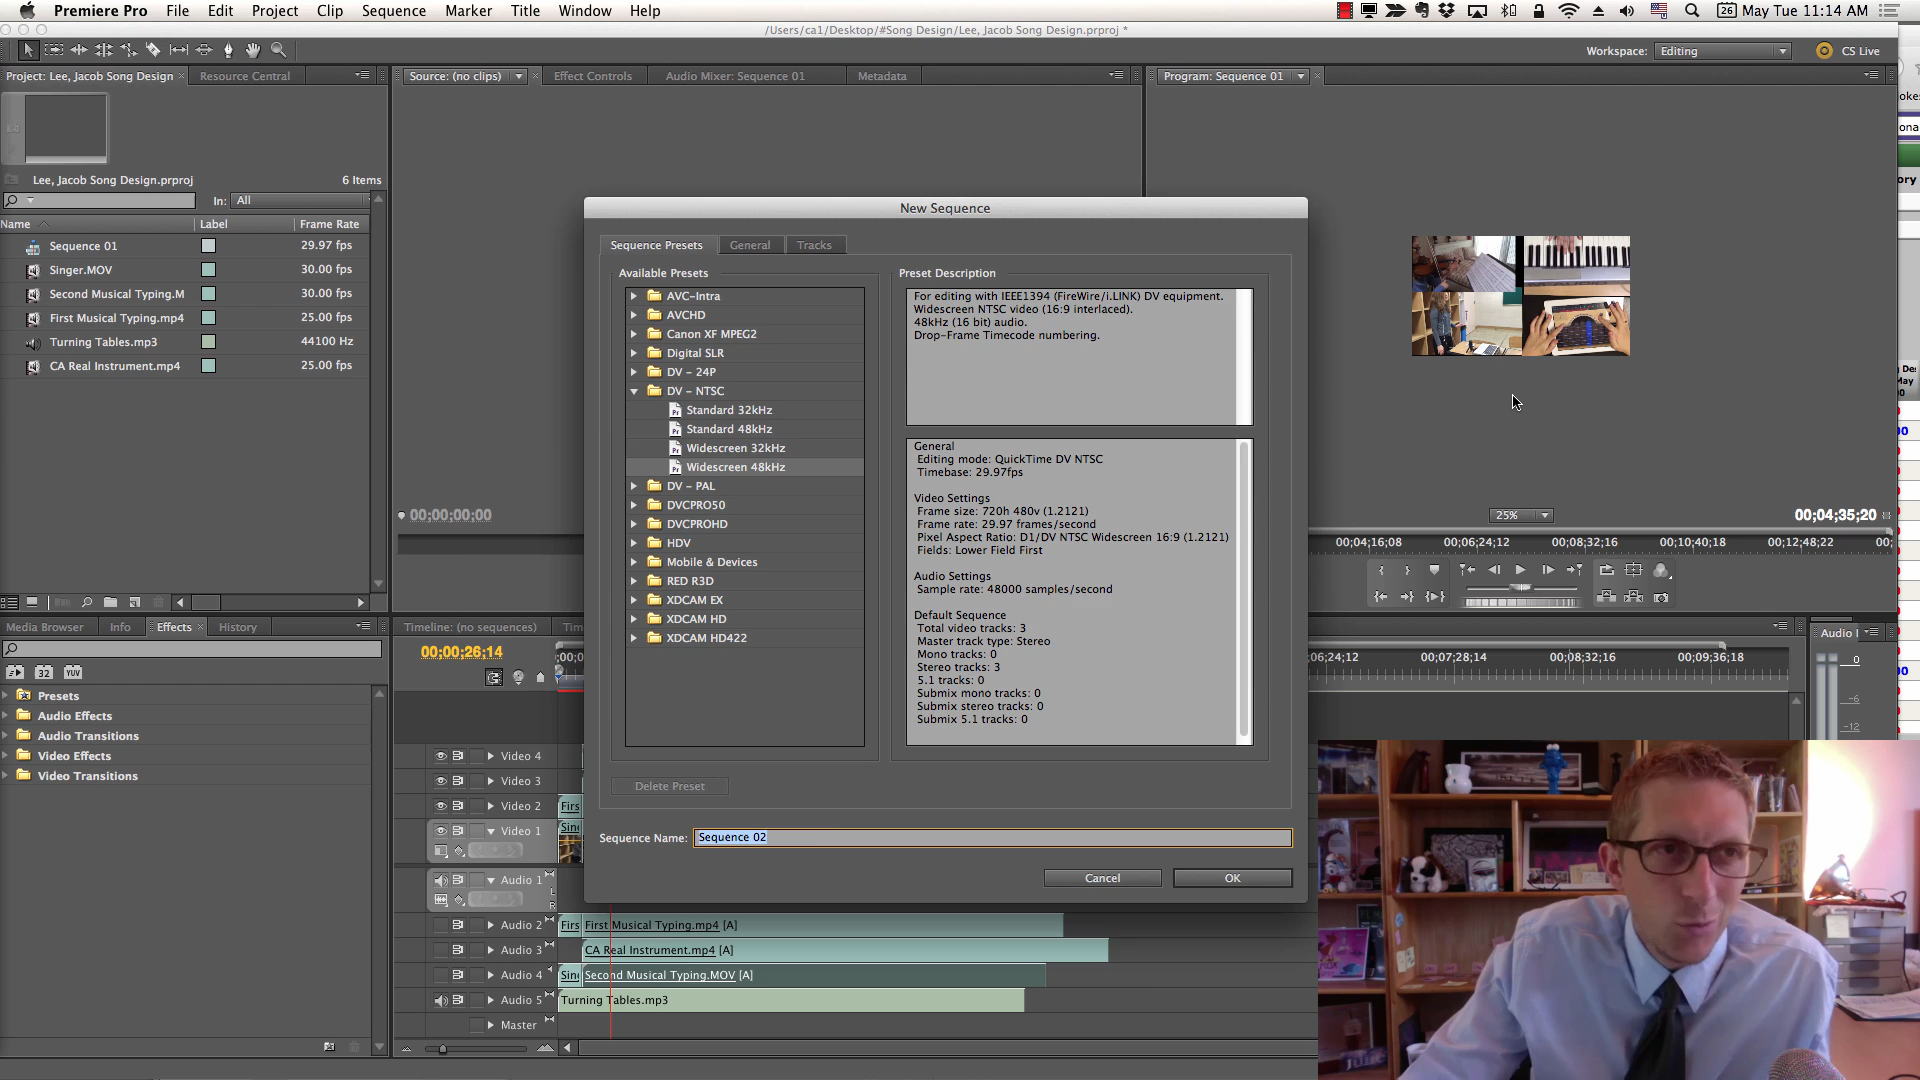 Premiere Pro File Edit Project Clip Sequence Marker Title Window Help
May Tue 11:14 AM
/Users/ca1/Desktop/#Song Design/Lee, Jacob Song Design.prproj *
Workspace: Editing CS Live
Project: Lee, Jacob Song Design Resource Central
Source: (no clips) Effect Controls Audio Mixer: Sequence 01 Metadata
Program: Sequence 01
Lee, Jacob Song Design.prproj 6 Items
In: All
Name Label Frame Rate
Sequence 01 29.97 fps
Singer.MOV 30.00 fps
Second Musical Typing.M 30.00 fps
First Musical Typing.mp4 25.00 fps
Turning Tables.mp3 44100 Hz
CA Real Instrument.mp4 25.00 fps
New Sequence
Sequence Presets General Tracks
Available Presets
AVC-Intra
AVCHD
Canon XF MPEG2
Digital SLR
DV - 24P
DV - NTSC
Standard 32kHz
Standard 48kHz
Widescreen 32kHz
Widescreen 48kHz
DV - PAL
DVCPRO50
DVCPROHD
HDV
Mobile & Devices
RED R3D
XDCAM EX
XDCAM HD
XDCAM HD422
Delete Preset
Preset Description
For editing with IEEE1394 (FireWire/i.LINK) DV equipment.
Widescreen NTSC video (16:9 interlaced).
48kHz (16 bit) audio.
Drop-Frame Timecode numbering.
General
Editing mode: QuickTime DV NTSC
Timebase: 29.97fps
Video Settings
Frame size: 720h 480v (1.2121)
Frame rate: 29.97 frames/second
Pixel Aspect Ratio: D1/DV NTSC Widescreen 16:9 (1.2121)
Fields: Lower Field First
Audio Settings
Sample rate: 48000 samples/second
Default Sequence
Total video tracks: 3
Master track type: Stereo
Mono tracks: 0
Stereo tracks: 3
5.1 tracks: 0
Submix mono tracks: 0
Submix stereo tracks: 0
Submix 5.1 tracks: 0
Sequence Name: Sequence 02
Cancel OK
00;00;00;00
25% 00;04;35;20
00;04;16;08 00;06;24;12 00;08;32;16 00;10;40;18 00;12;48;22
Media Browser Info Effects History
32 YUV
Presets
Audio Effects
Audio Transitions
Video Effects
Video Transitions
Timeline: (no sequences)
00;00;26;14
06;24;12 00;07;28;14 00;08;32;16 00;09;36;18
Audio
0
-6
-12
Video 4
Video 3
Video 2 Firs
Video 1 Sin
Audio 1
L
R
Audio 2 Firs First Musical Typing.mp4 [A]
Audio 3 CA Real Instrument.mp4 [A]
Audio 4 Sin Second Musical Typing.MOV [A]
Audio 5 Turning Tables.mp3
Master